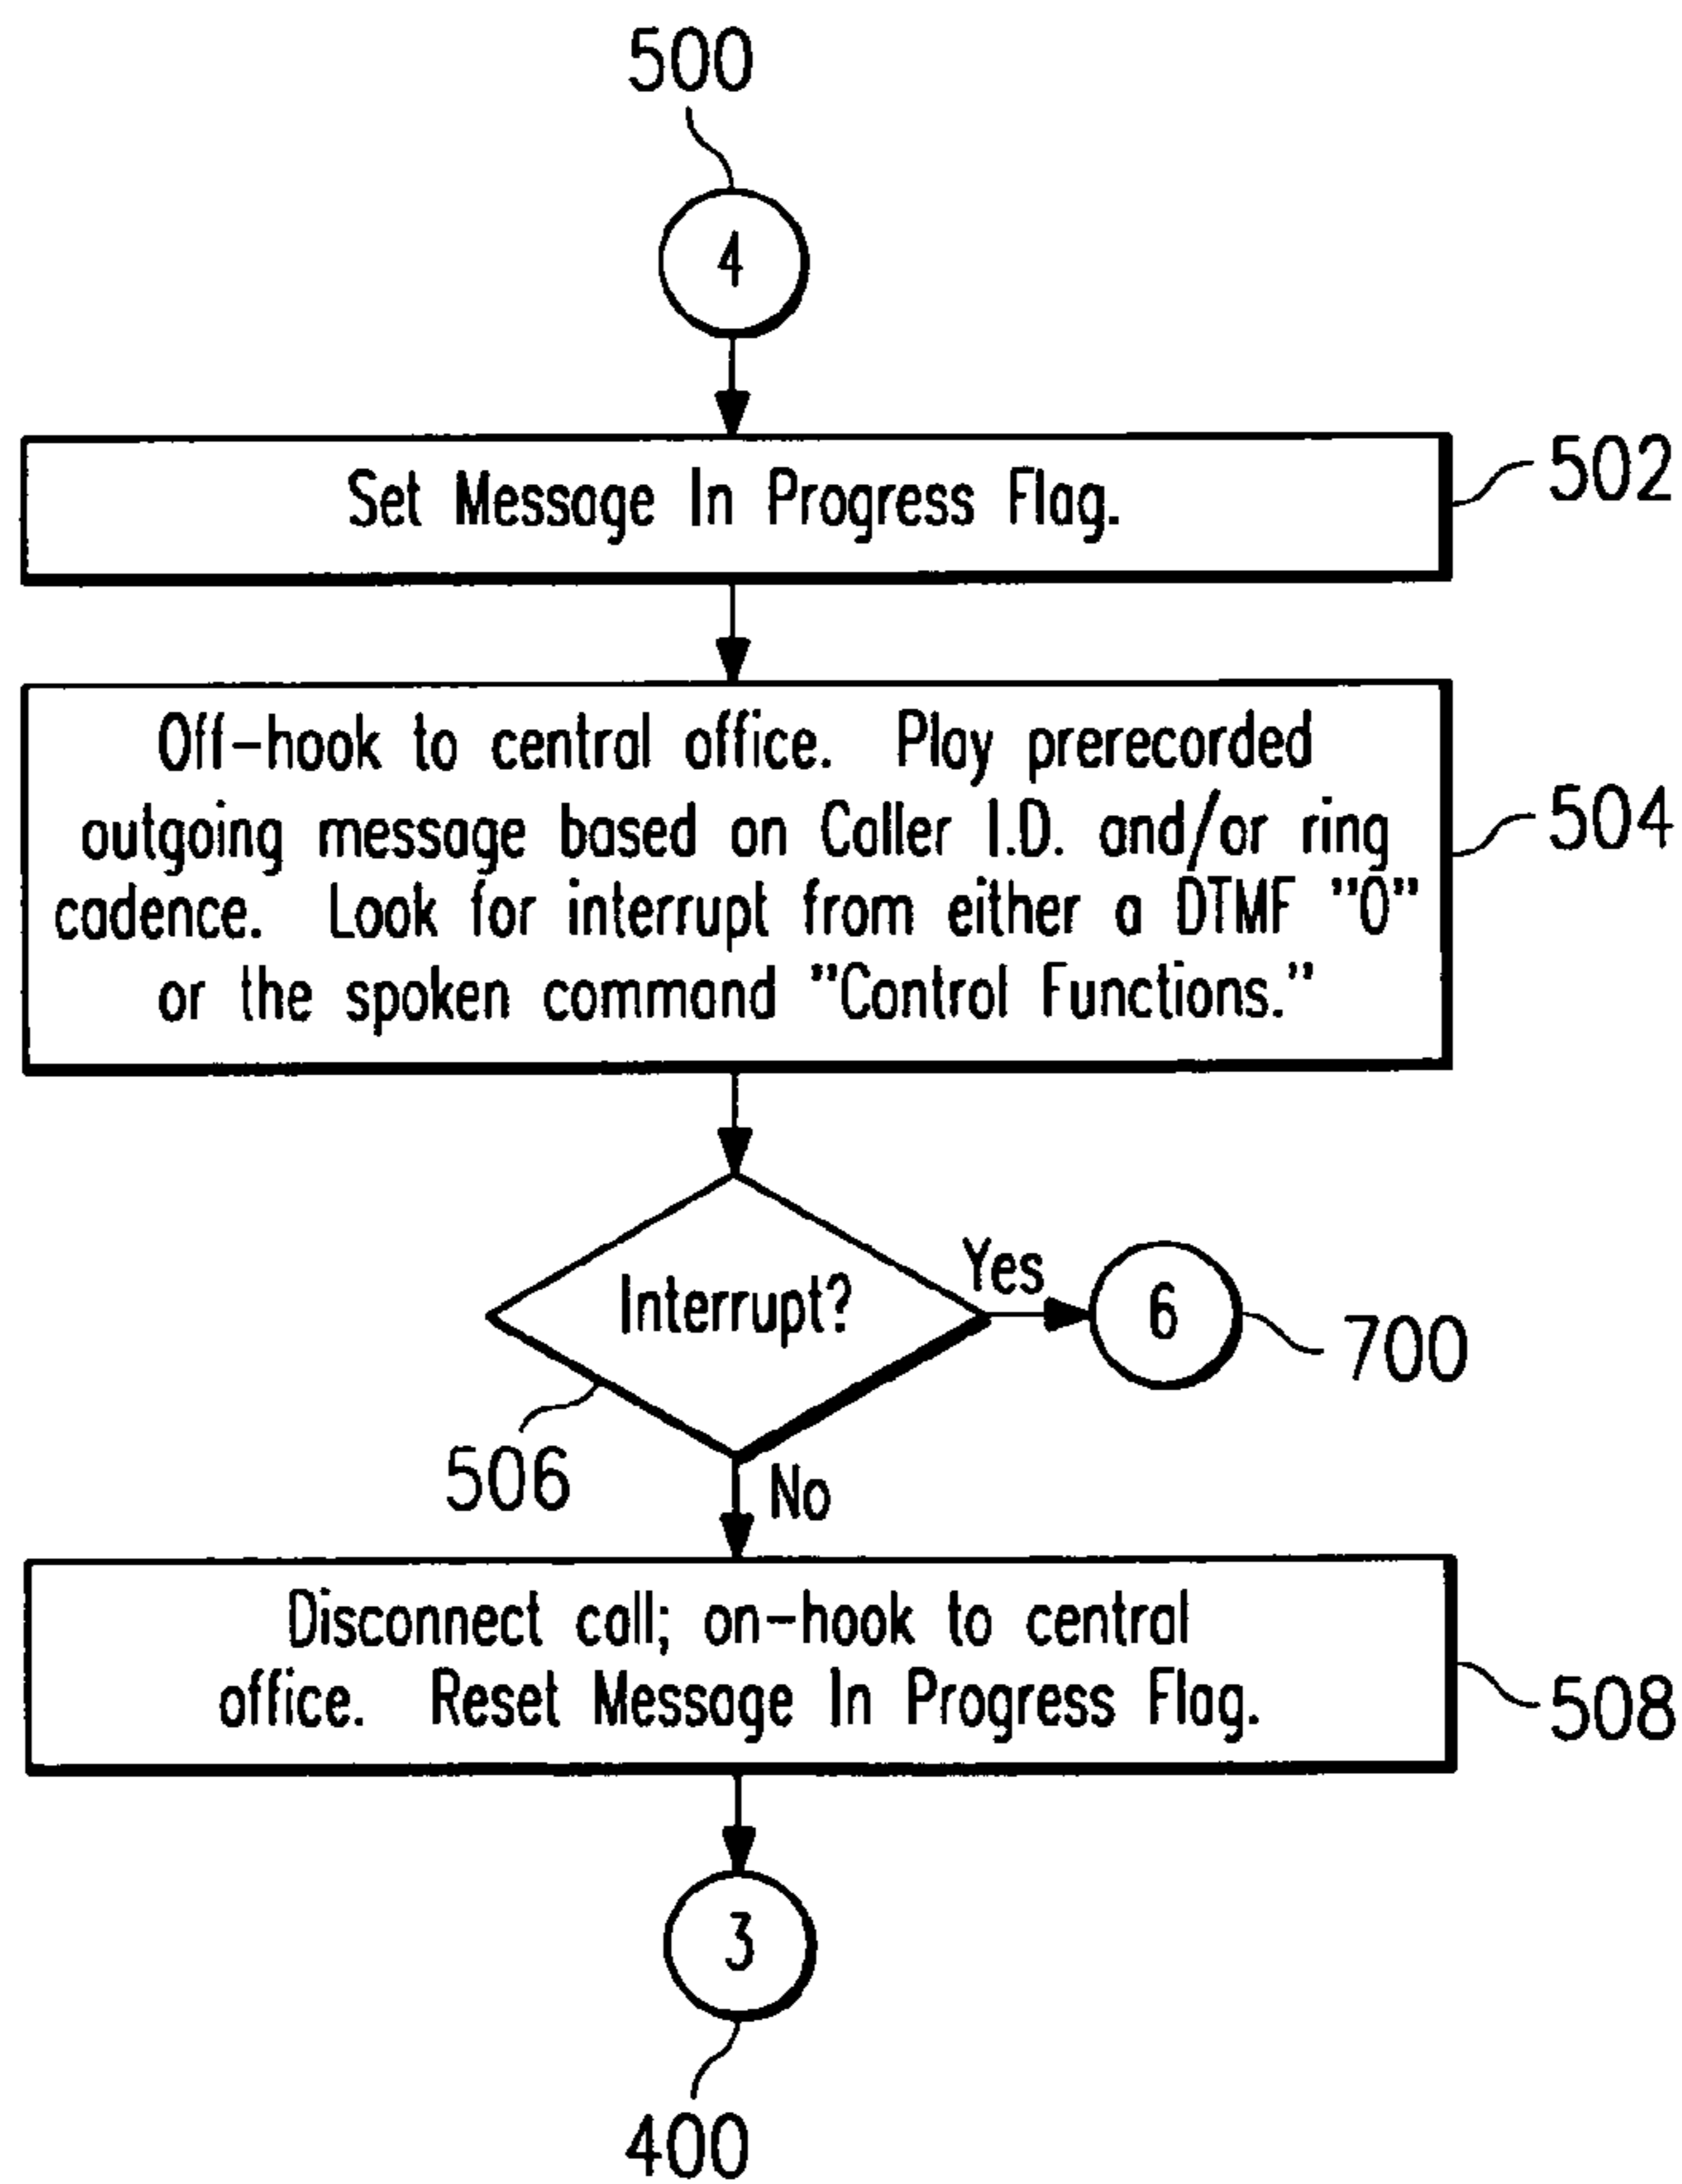 500
4
Set Message In Progress Flag.
502
Off-hook to central office. Play prerecorded
outgoing message based on Caller I.D. and/or ring
cadence. Look for interrupt from either a DTMF "0"
or the spoken command "Control Functions."
504
Interrupt?
Yes
6
700
506
No
Disconnect call; on-hook to central
office. Reset Message In Progress Flag.
508
3
400